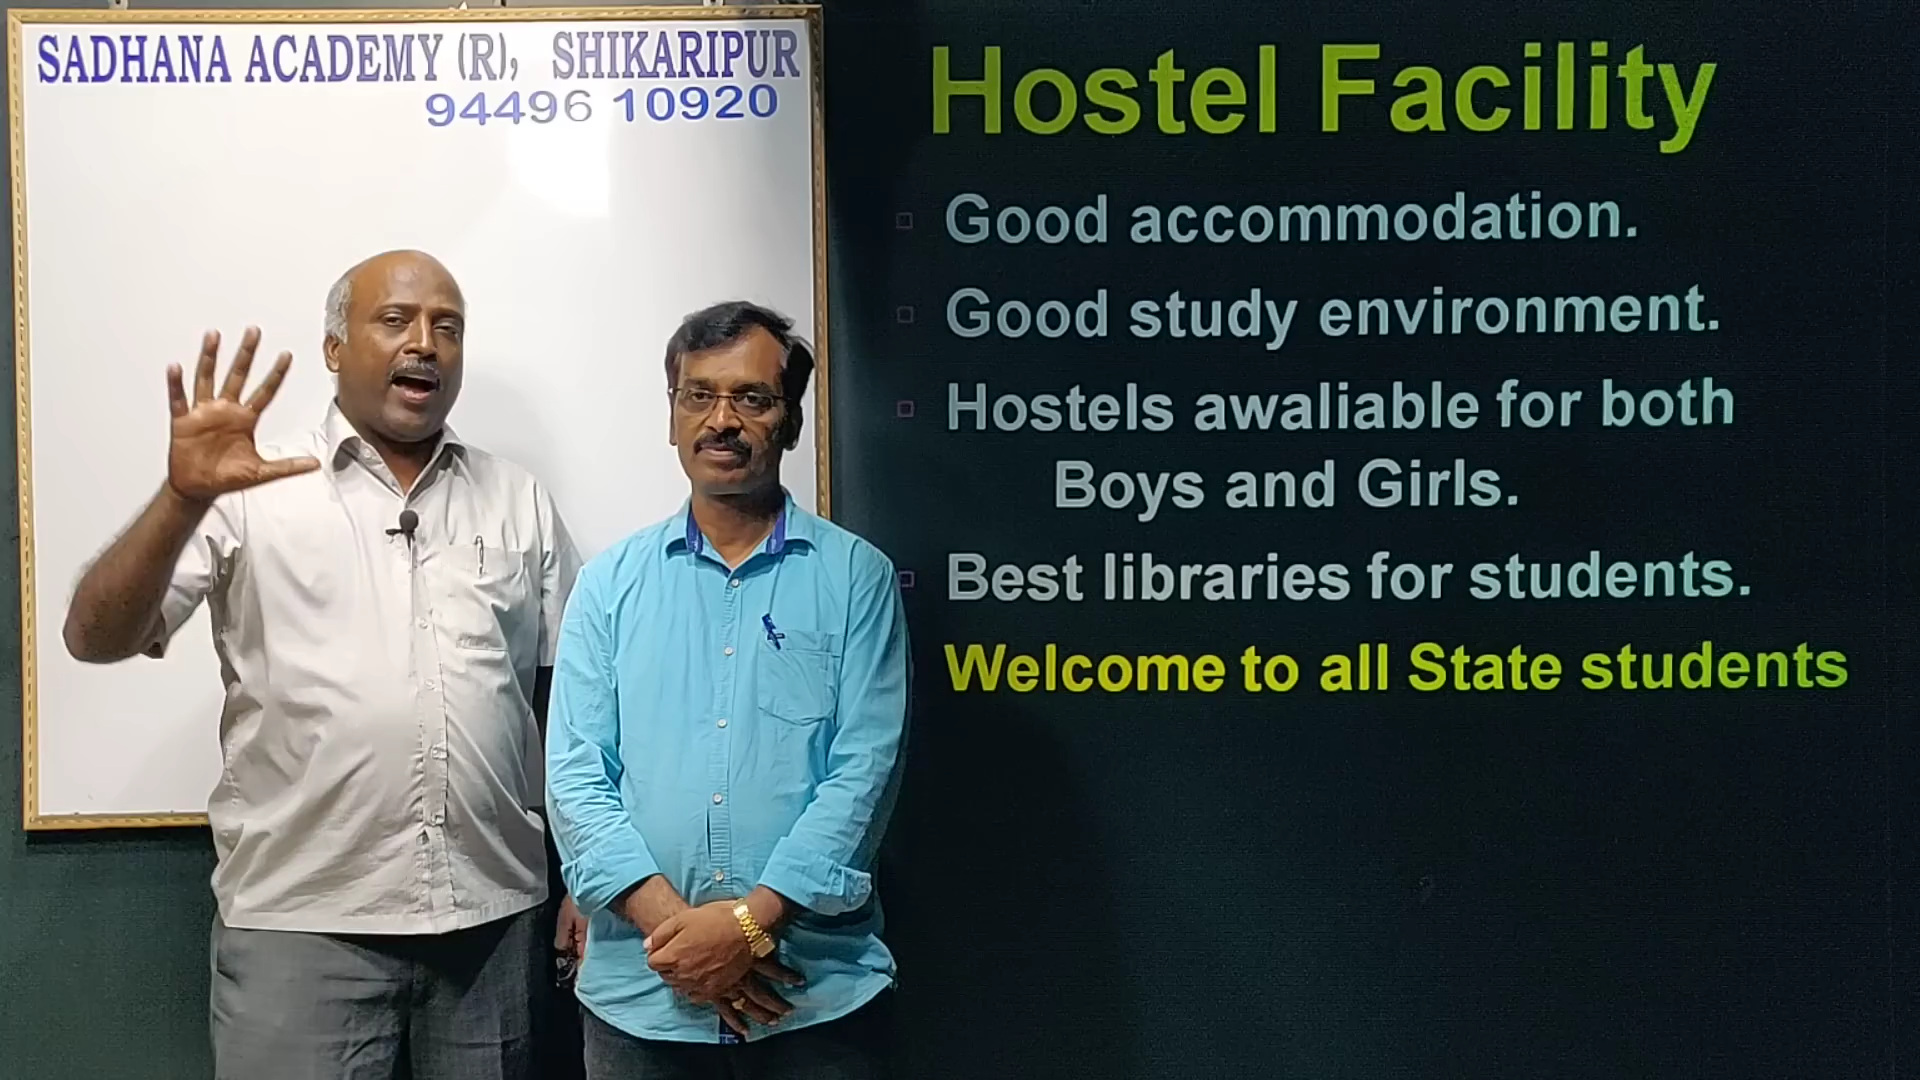 SADHANA ACADEMY (R), SHIKARIPUR
94496 10920
Hostel Facility
Good accommodation.
Good study environment.
Hostels awaliable for both
Boys and Girls.
Best libraries for students.
Welcome to all State students